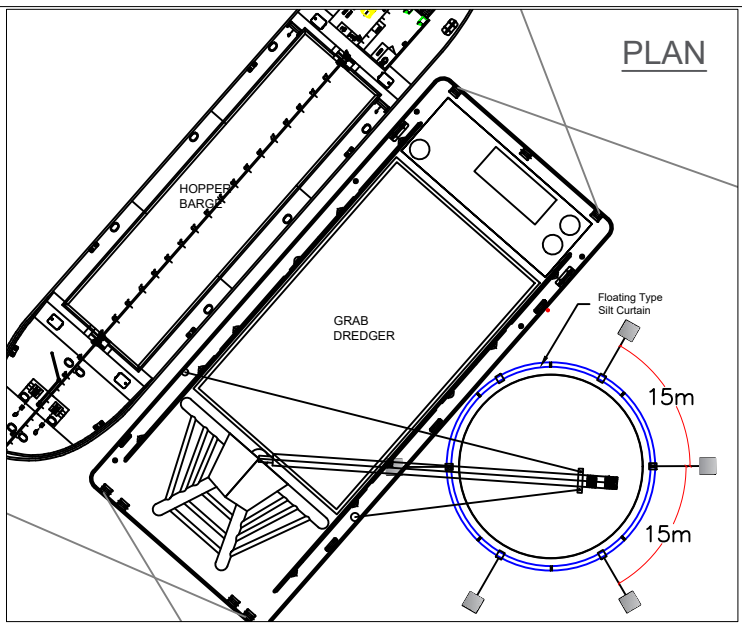 PLAN
HOPPER
BARGE
GRAB
DREDGER
Floating Type
Silt Curtain
15m
15m